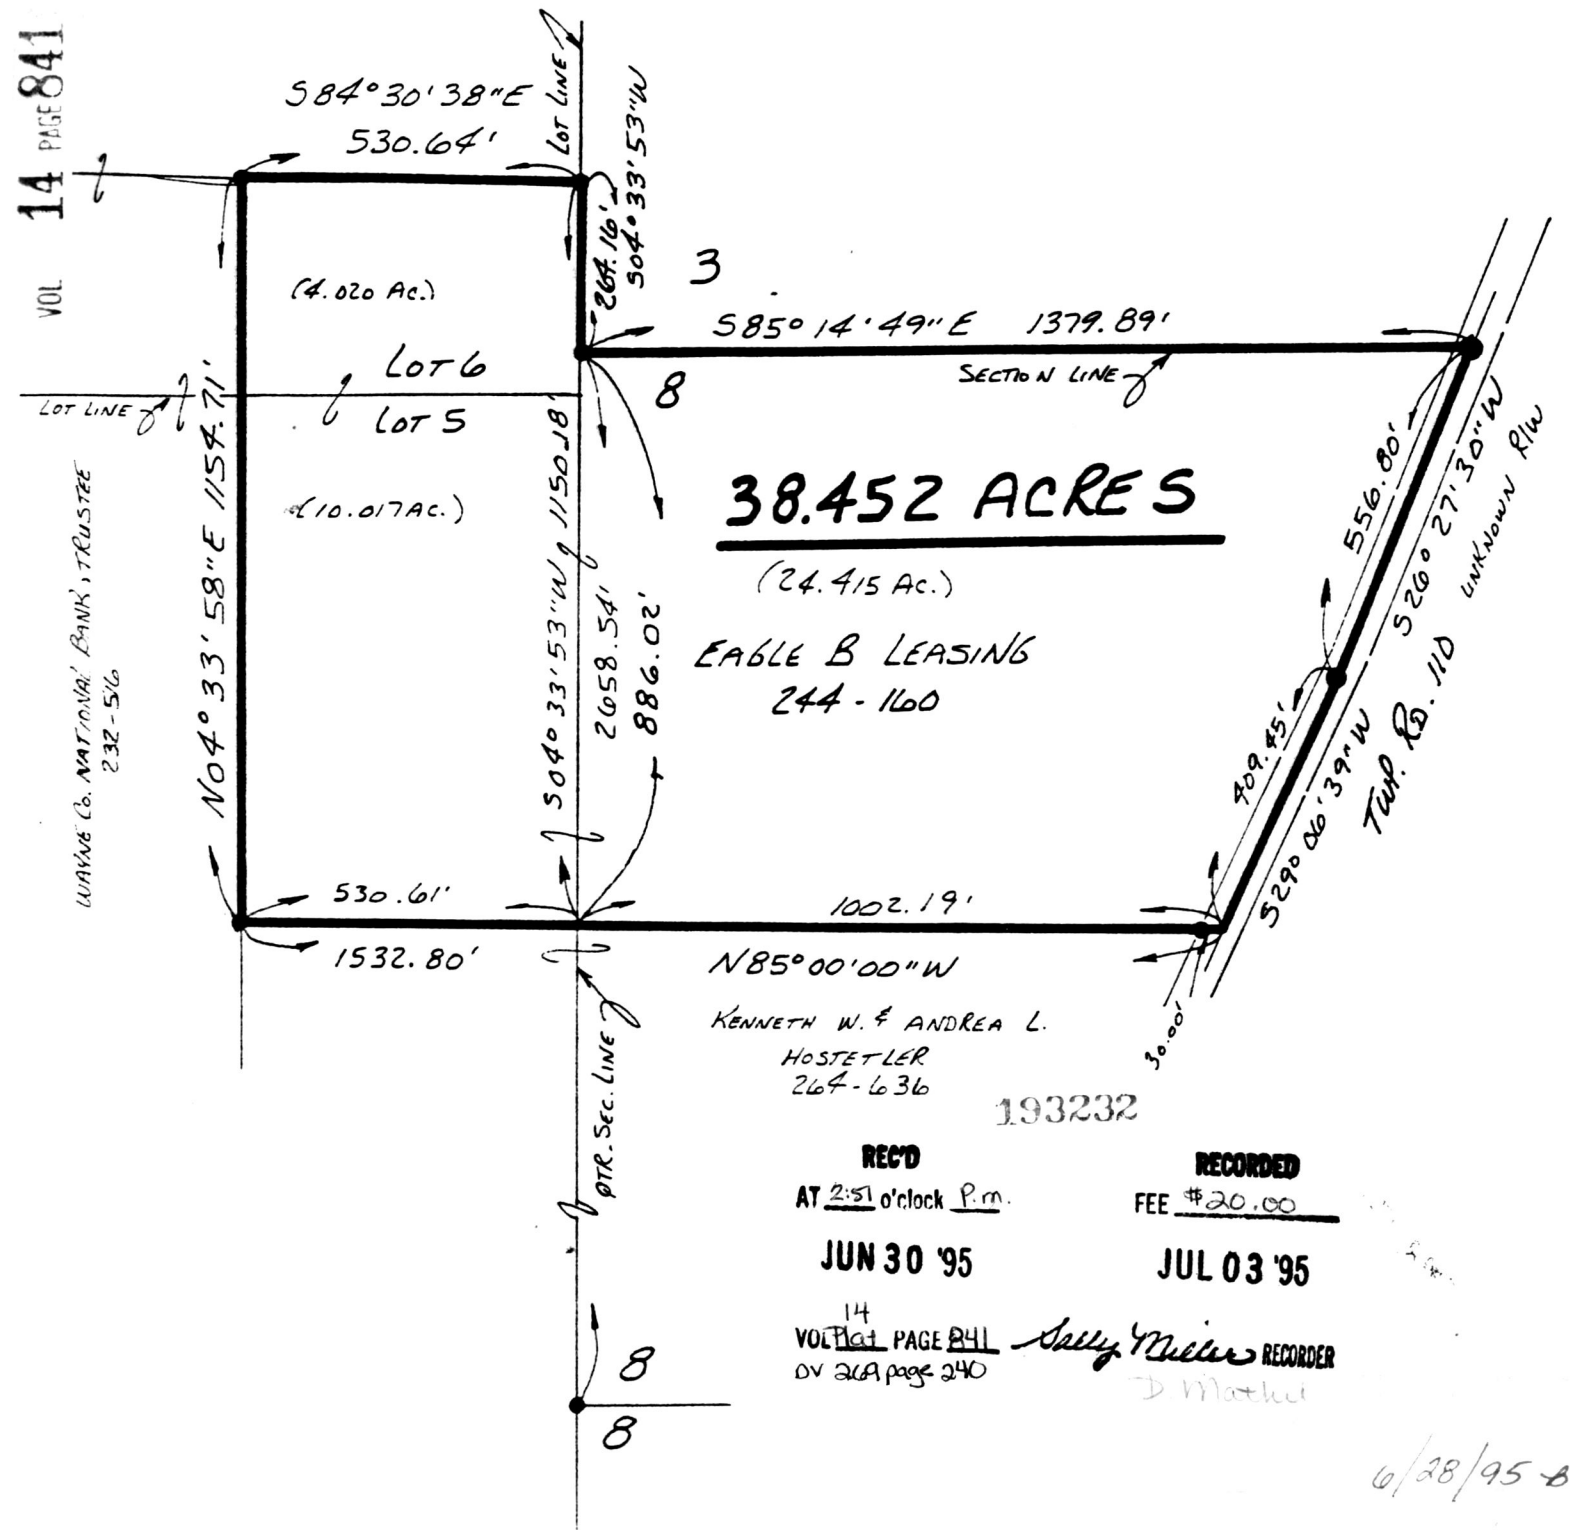 VOL 14 PAGE 841
S84°30'38"E
530.64'
LOT LINE
264.16'
S04°33'53"W
3
(4.020 AC.)
S85°14'49"E 1379.89'
SECTION LINE
LOT 6
8
LOT LINE
LOT 5
N04°33'58"E 1154.71'
(10.017 AC.)
38.452 ACRES
(24.415 AC.)
EAGLE B LEASING
244-160
WAYNE CO. NATIONAL BANK, TRUSTEE
232-516
S04°33'53"W 1150.18'
2658.54'
886.02'
556.80'
S26°27'30"W
UNKNOWN R/W
TWP. RD. 110
409.45'
S29°06'39"W
530.61'
1002.19'
1532.80'
N85°00'00"W
30.00'
KENNETH W. & ANDREA L.
HOSTETLER
264-636
QTR. SEC. LINE
193232
REC'D
AT 2:51 o'clock P.m.
JUN 30 '95
RECORDED
FEE $20.00
JUL 03 '95
14
VOL Plat PAGE 841
DV 269 page 240
Sally Miller RECORDER
8
8
6/28/95